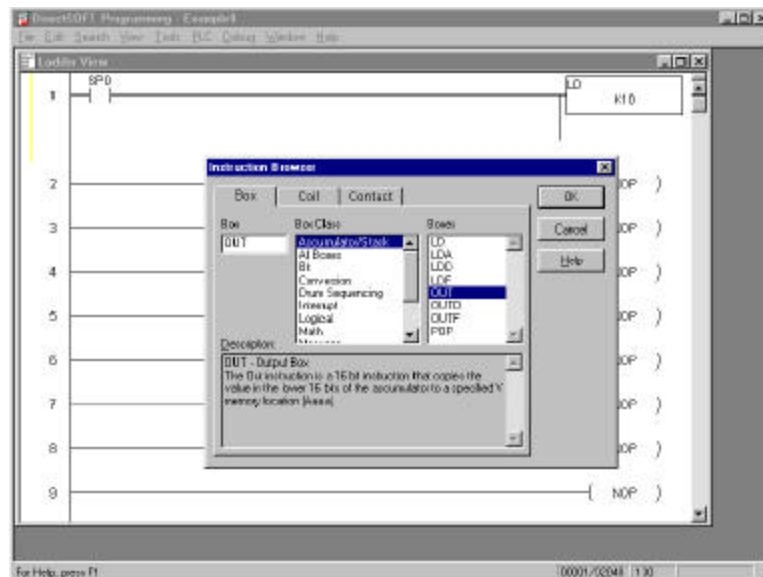 DirectSOFT Programming - Example1
File Edit Search View Tools PLC Debug Window Help
Ladder View
SP0
LD
K10
1
2
3
4
5
6
7
8
9
Instruction Browser
Box Coil Contact
Box
OUT
Box Class
Accumulator/Stack
All Boxes
Bit
Conversion
Drum Sequencing
Interrupt
Logical
Math
Boxes
LD
LDA
LDD
LDF
OUT
OUTD
OUTF
POP
OK
Cancel
Help
Description:
OUT - Output Box
The Out instruction is a 16 bit instruction that copies the
value in the lower 16 bits of the accumulator to a specified V
memory location (Aaaa).
NOP
For Help, press F1
00001/02048 130